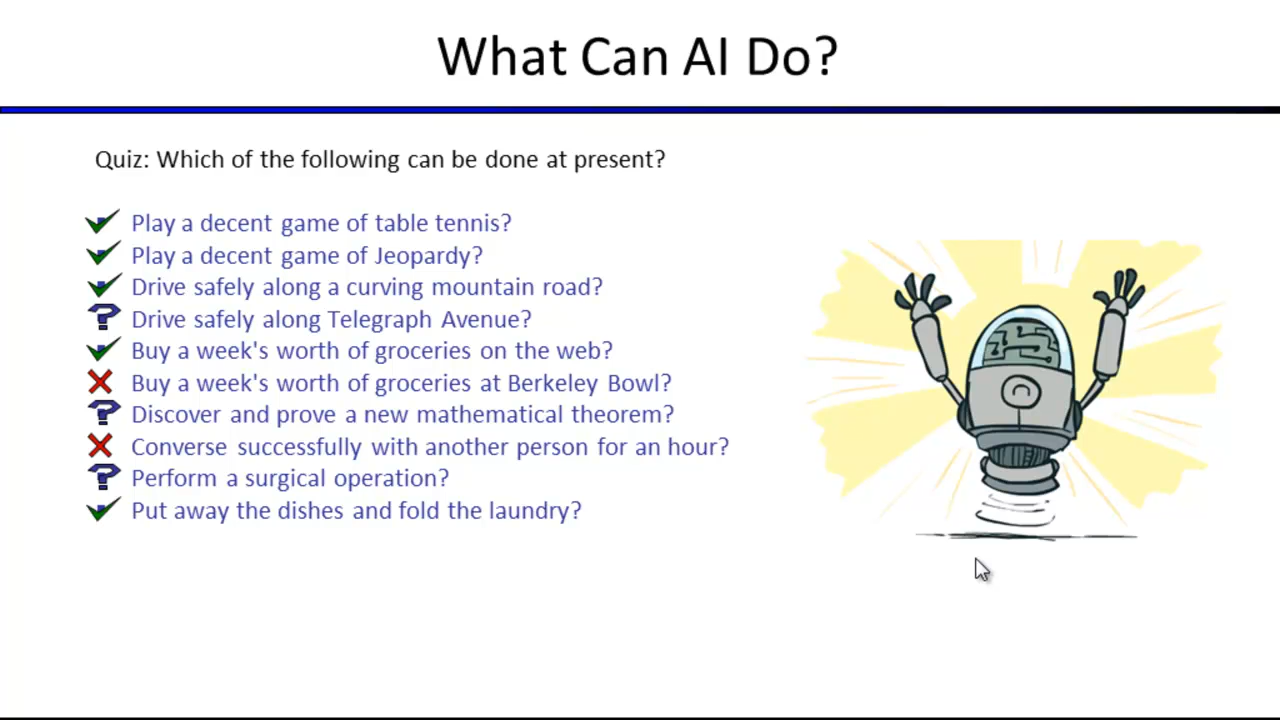 What Can AI Do?
Quiz: Which of the following can be done at present?
Play a decent game of table tennis?
Play a decent game of Jeopardy?
Drive safely along a curving mountain road?
Drive safely along Telegraph Avenue?
Buy a week's worth of groceries on the web?
Buy a week's worth of groceries at Berkeley Bowl?
Discover and prove a new mathematical theorem?
Converse successfully with another person for an hour?
Perform a surgical operation?
Put away the dishes and fold the laundry?